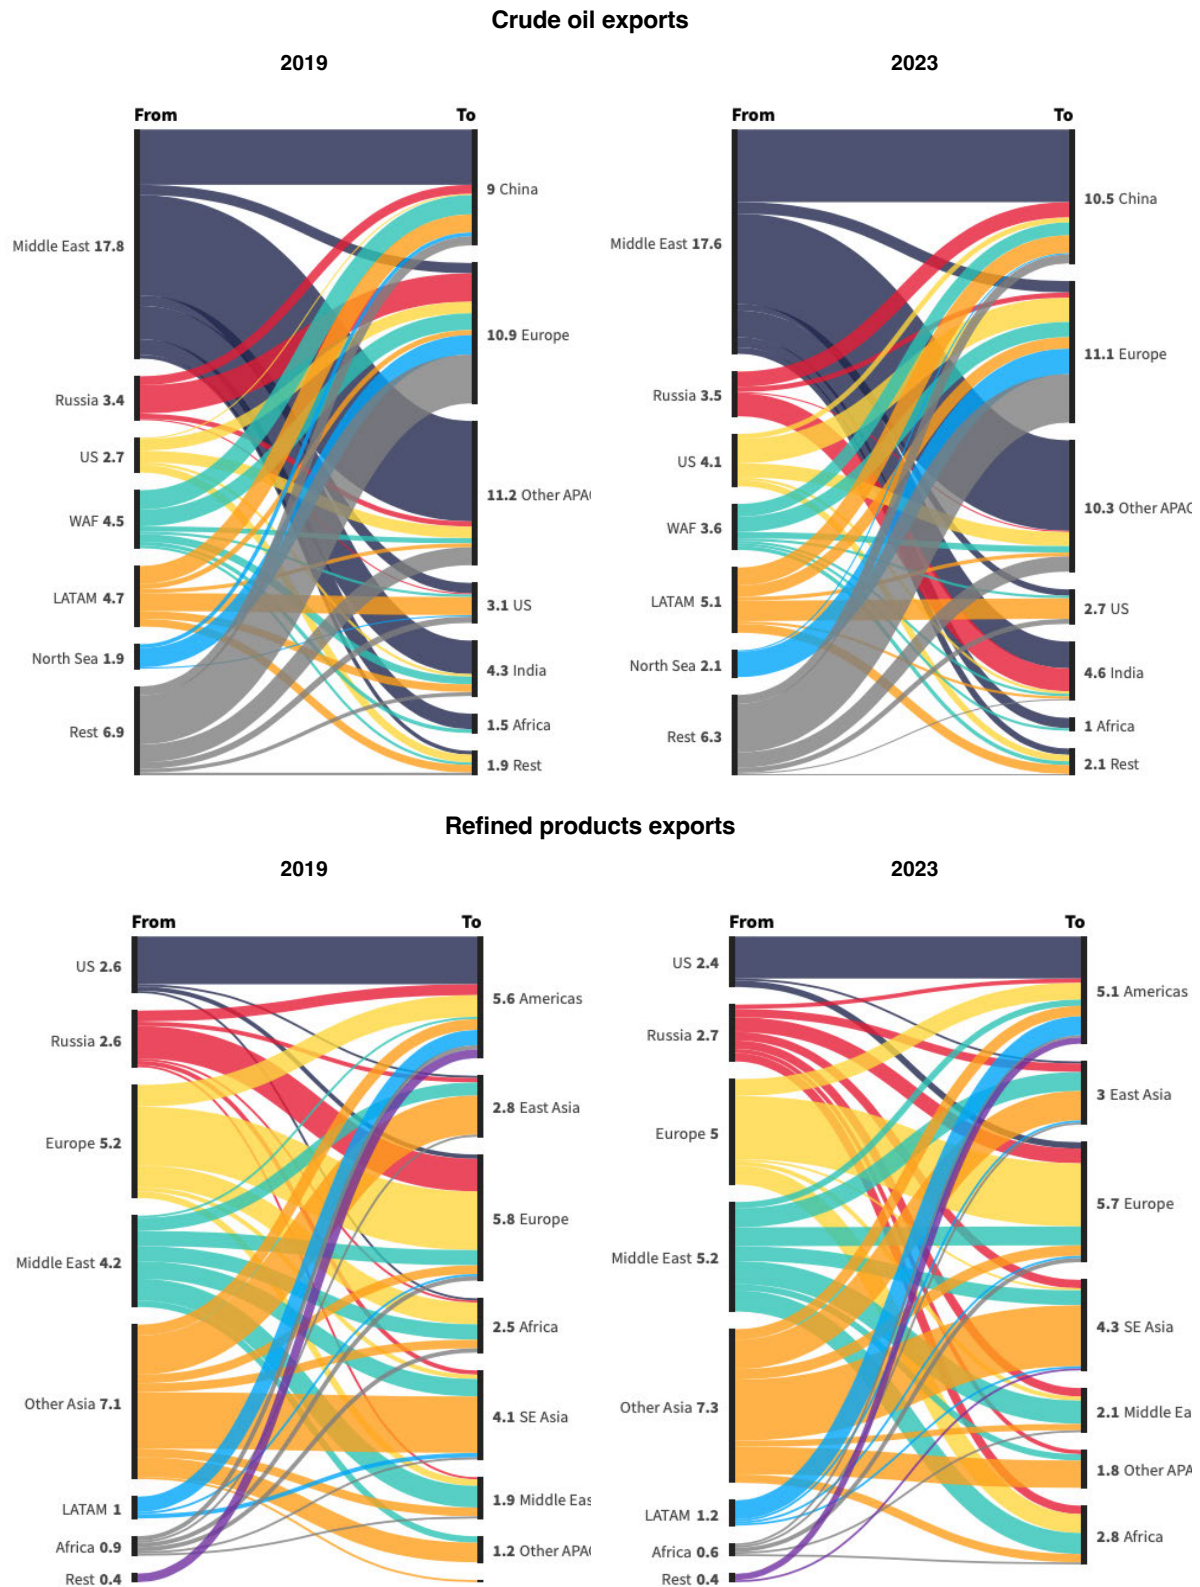 Crude oil exports
2019
From
To
Middle East 17.8
Russia 3.4
US 2.7
WAF 4.5
LATAM 4.7
North Sea 1.9
Rest 6.9
9 China
10.9 Europe
11.2 Other APA
3.1 US
4.3 India
1.5 Africa
1.9 Rest
2023
From
To
Middle East 17.6
Russia 3.5
US 4.1
WAF 3.6
LATAM 5.1
North Sea 2.1
Rest 6.3
10.5 China
11.1 Europe
10.3 Other APAC
2.7 US
4.6 India
1 Africa
2.1 Rest
Refined products exports
2019
From
To
US 2.6
Russia 2.6
Europe 5.2
Middle East 4.2
Other Asia 7.1
LATAM 1
Africa 0.9
Rest 0.4
5.6 Americas
2.8 East Asia
5.8 Europe
2.5 Africa
4.1 SE Asia
1.9 Middle Eas
1.2 Other APA
2023
From
To
US 2.4
Russia 2.7
Europe 5
Middle East 5.2
Other Asia 7.3
LATAM 1.2
Africa 0.6
Rest 0.4
5.1 Americas
3 East Asia
5.7 Europe
4.3 SE Asia
2.1 Middle Ea
1.8 Other APA
2.8 Africa